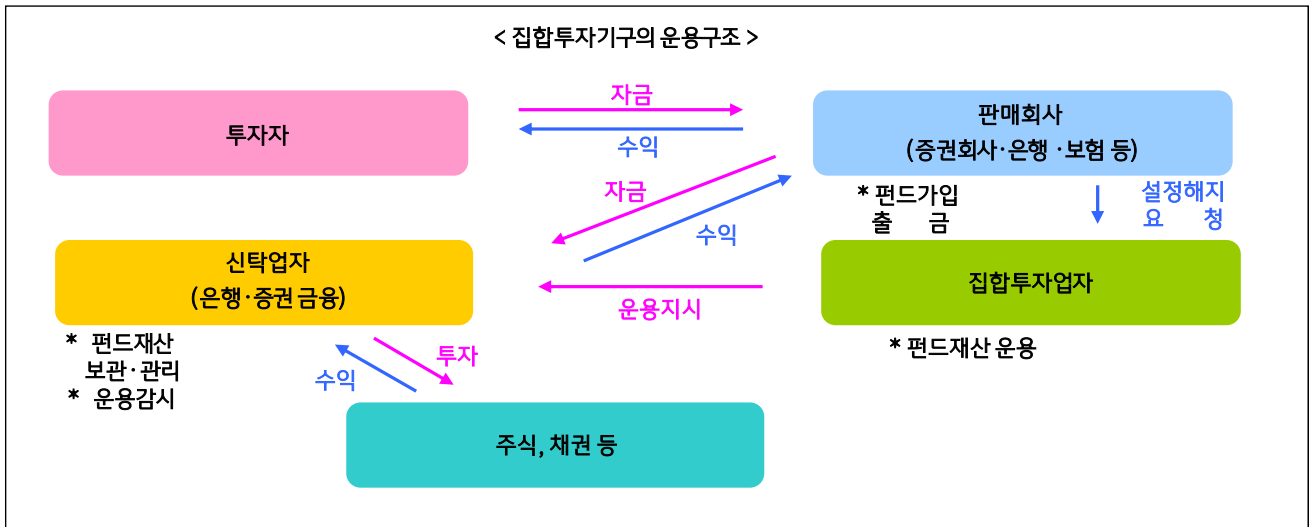 < 집합투자기구의 운용구조 >
투자자
자금
수익
판매회사
(증권회사·은행 ·보험 등)
자금
수익
* 펀드가입
출 금
설정해지
요 청
신탁업자
(은행·증권 금융)
운용지시
집합투자업자
* 펀드재산
보관·관리
* 운용감시
수익
투자
* 펀드재산 운용
주식, 채권 등